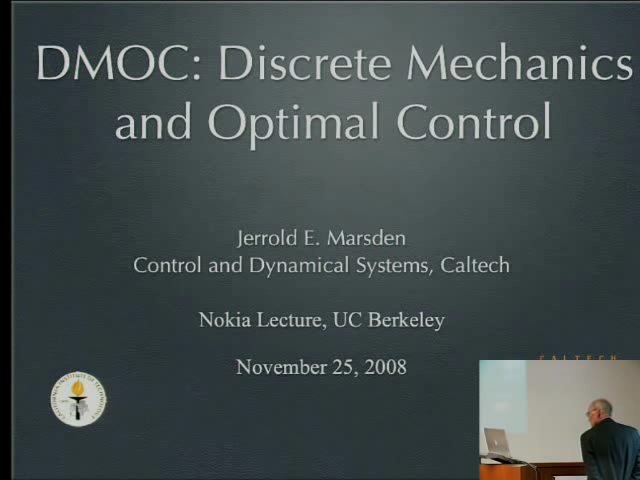 DMOC: Discrete Mechanics
and Optimal Control
Jerrold E. Marsden
Control and Dynamical Systems, Caltech
Nokia Lecture, UC Berkeley
November 25, 2008
CALTECH